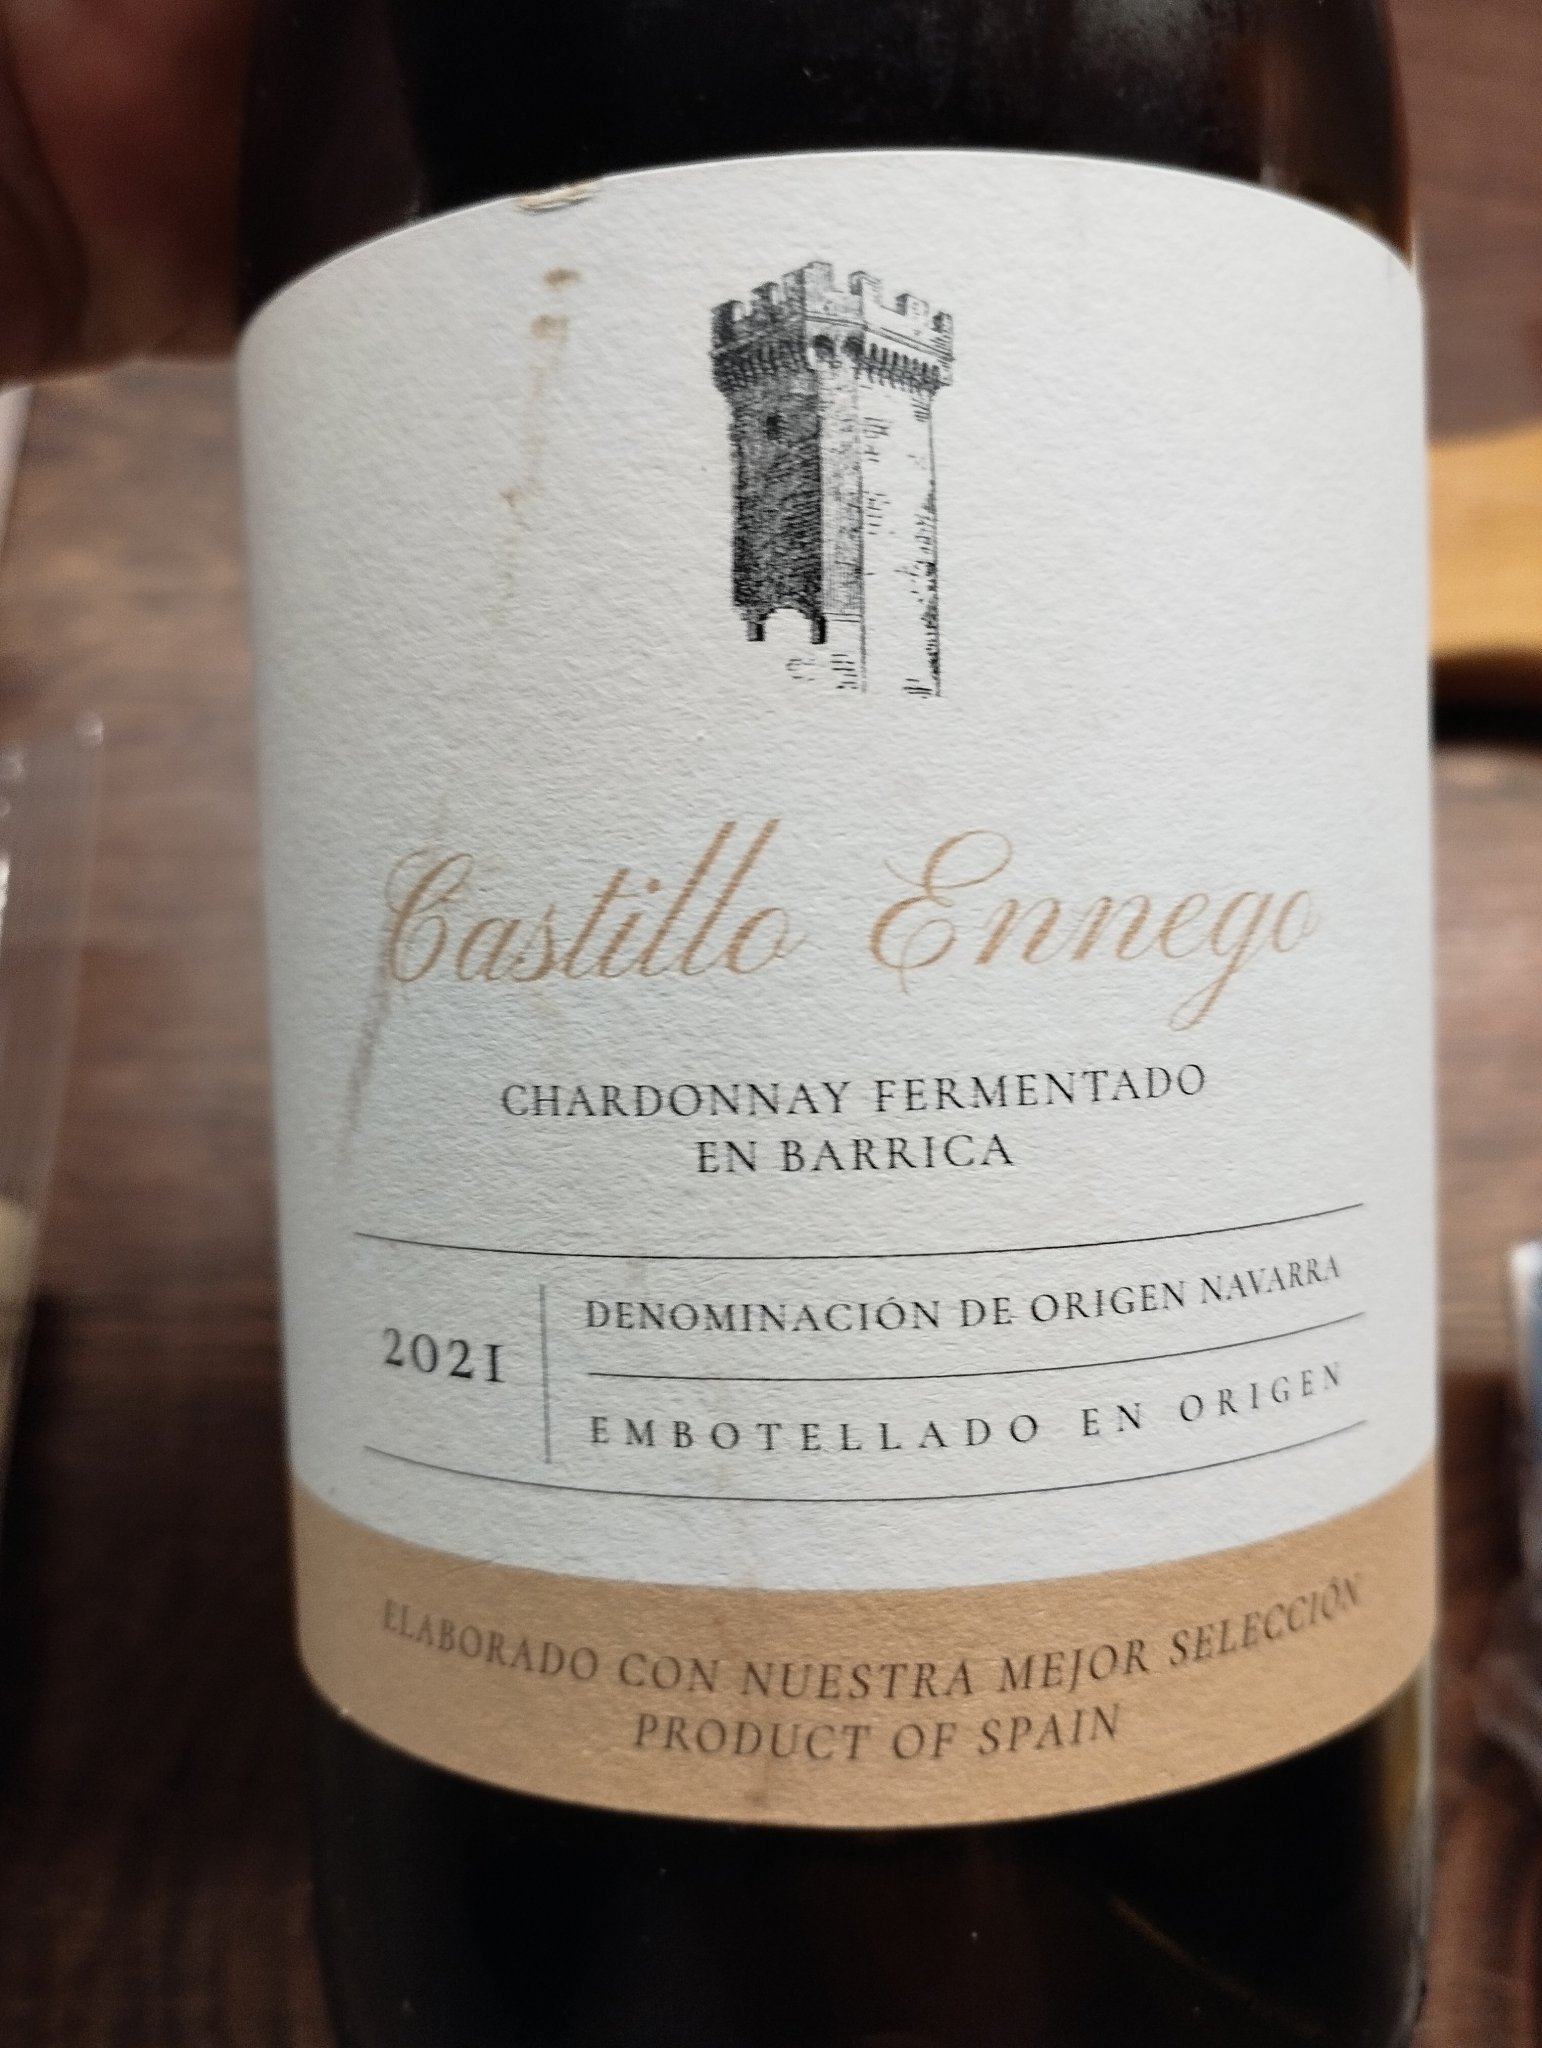 Castillo Ennego
CHARDONNAY FERMENTADO
EN BARRICA
2021
DENOMINACIÓN DE ORIGEN NAVARRA
EMBOTELLADO EN ORIGEN
ELABORADO CON NUESTRA MEJOR SELECCIÓN
PRODUCT OF SPAIN